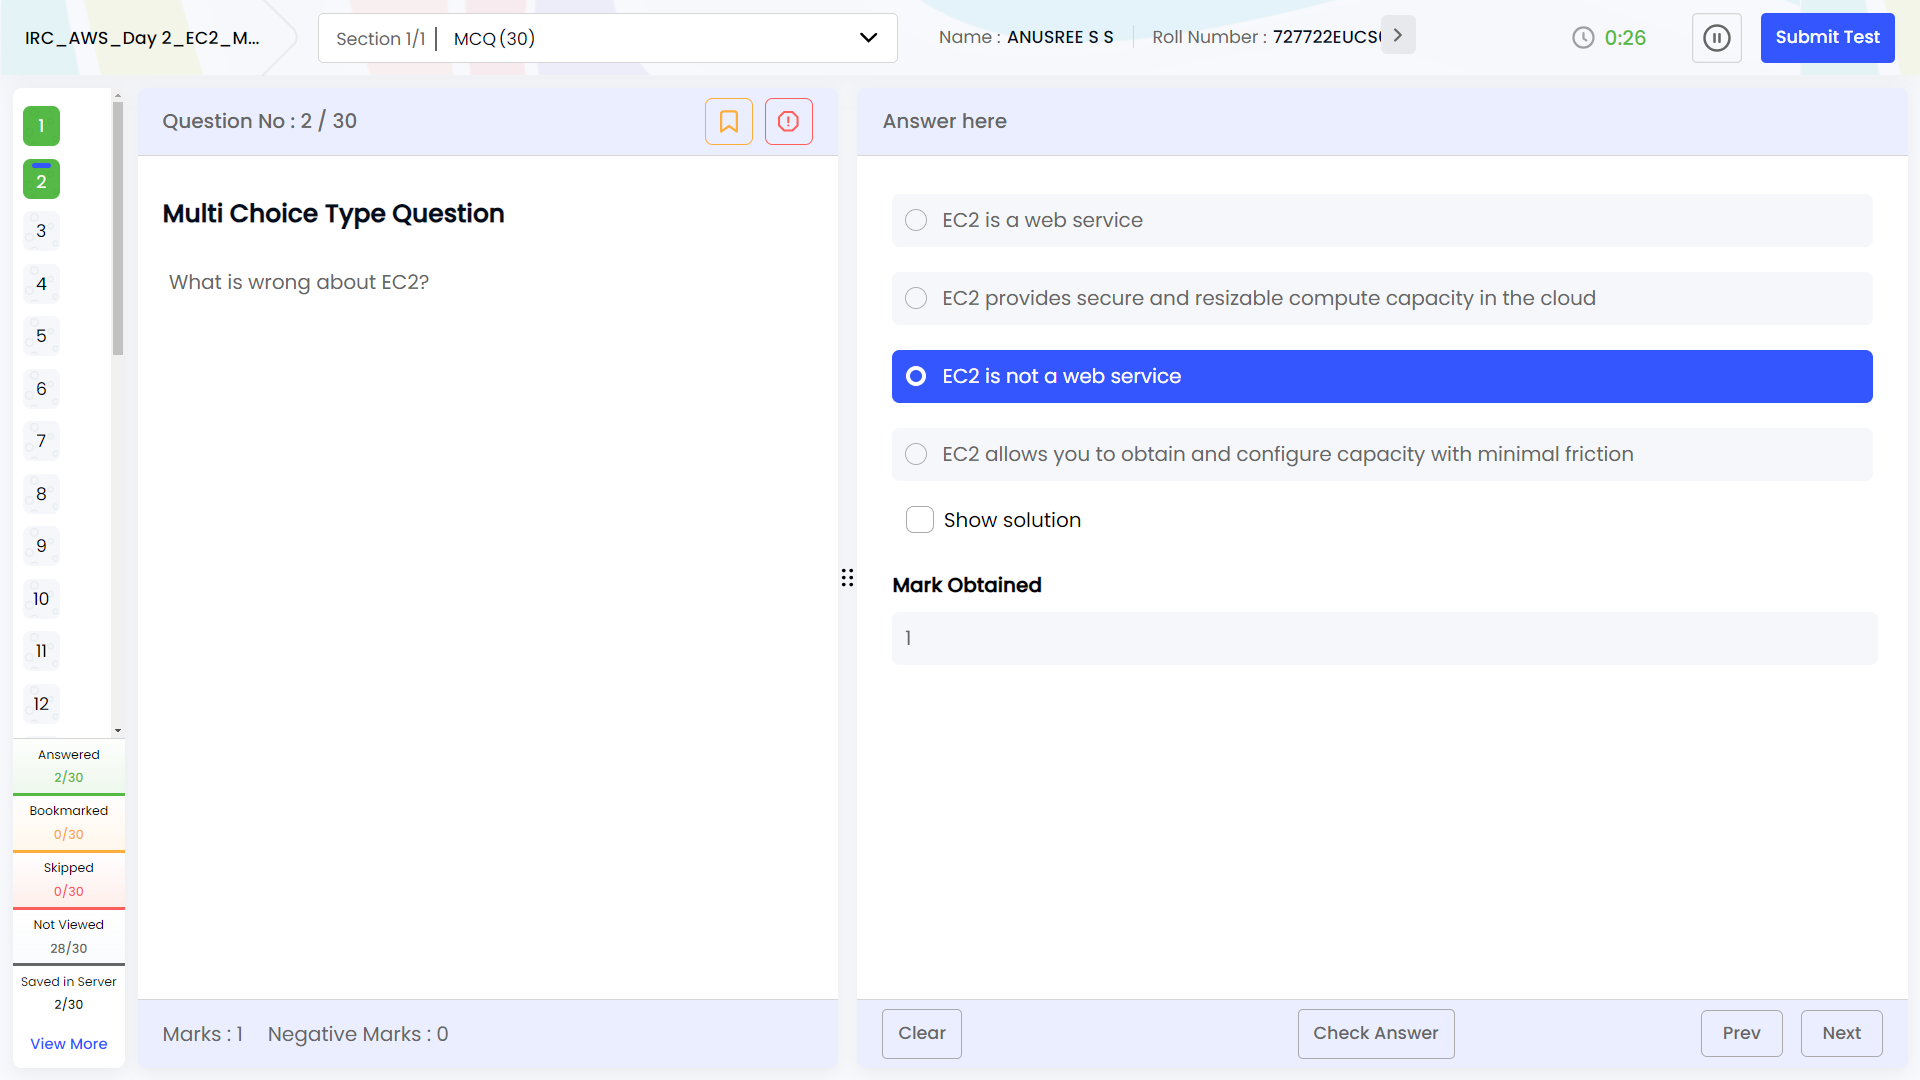 IRC_AWS_Day 2_EC2_M...
Section 1/1 | MCQ (30)
Name : ANUSREE S S
Roll Number : 727722EUCS
0:26
Submit Test
1
2
3
4
5
6
7
8
9
10
11
12
Answered
2/30
Bookmarked
0/30
Skipped
0/30
Not Viewed
28/30
Saved in Server
2/30
View More
Question No : 2 / 30
Multi Choice Type Question
What is wrong about EC2?
Marks : 1 Negative Marks : 0
Answer here
EC2 is a web service
EC2 provides secure and resizable compute capacity in the cloud
EC2 is not a web service
EC2 allows you to obtain and configure capacity with minimal friction
Show solution
Mark Obtained
1
Clear
Check Answer
Prev
Next